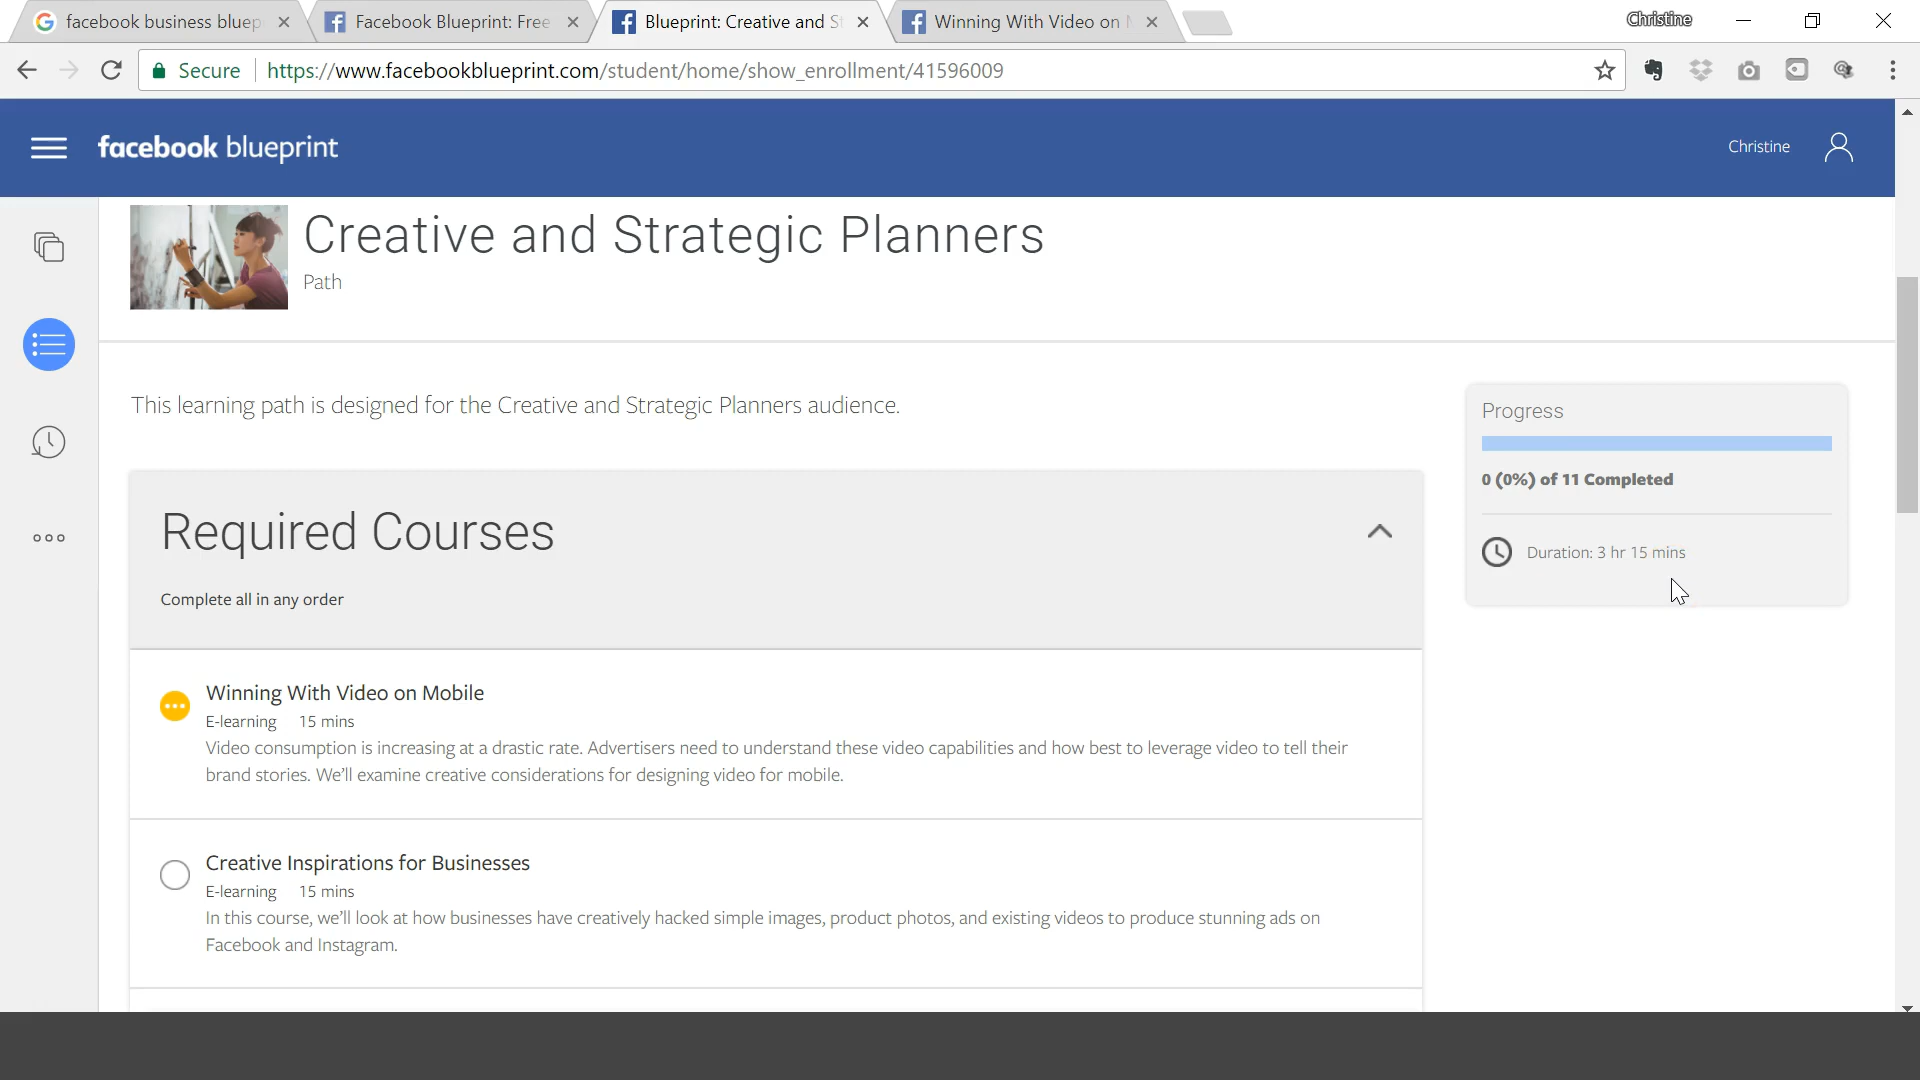 facebook business bluep
Facebook Blueprint: Free
Blueprint: Creative and St
Winning With Video on M
Christine
Secure
https://www.facebookblueprint.com/student/home/show_enrollment/41596009
facebook blueprint
Christine
Creative and Strategic Planners
Path
This learning path is designed for the Creative and Strategic Planners audience.
Progress
0 (0%) of 11 Completed
Duration: 3 hr 15 mins
Required Courses
Complete all in any order
Winning With Video on Mobile
E-learning 15 mins
Video consumption is increasing at a drastic rate. Advertisers need to understand these video capabilities and how best to leverage video to tell their
brand stories. We'll examine creative considerations for designing video for mobile.
Creative Inspirations for Businesses
E-learning 15 mins
In this course, we'll look at how businesses have creatively hacked simple images, product photos, and existing videos to produce stunning ads on
Facebook and Instagram.